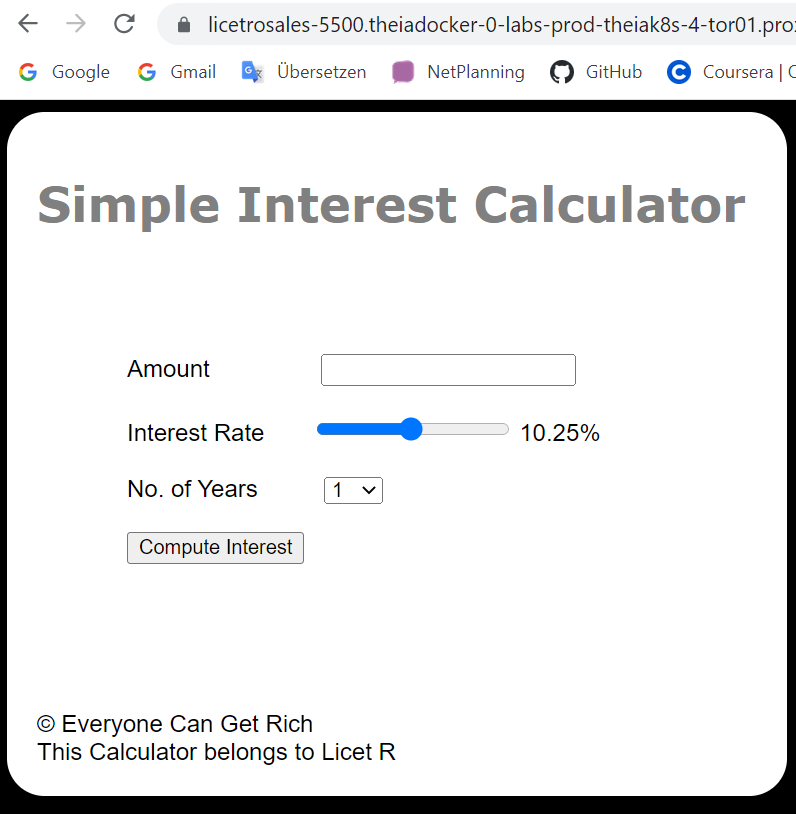 licetrosales-5500.theiadocker-0-labs-prod-theiak8s-4-tor01.pro
Google Gmail Übersetzen NetPlanning GitHub Coursera |
Simple Interest Calculator
Amount
Interest Rate 10.25%
No. of Years 1
Compute Interest
© Everyone Can Get Rich
This Calculator belongs to Licet R